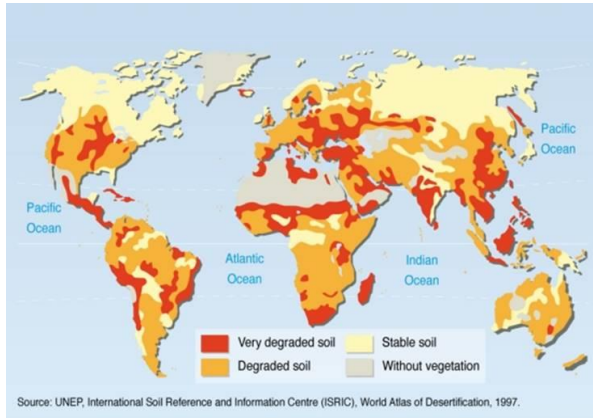 Pacific
Ocean
Pacific
Ocean
Atlantic
Ocean
Indian
Ocean
Very degraded soil
Stable soil
Degraded soil
Without vegetation
Source: UNEP, International Soil Reference and Information Centre (ISRIC), World Atlas of Desertification, 1997.